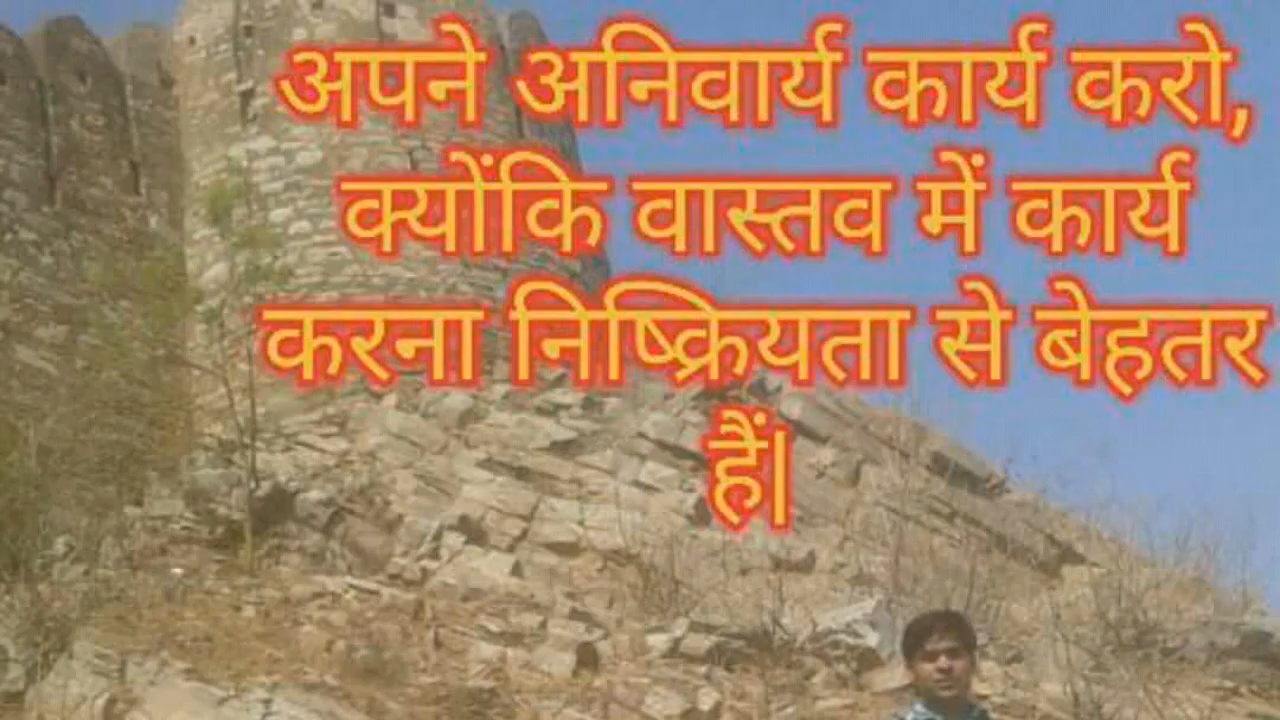 अपने अनिवार्य कार्य करो,
क्योंकि वास्तव में कार्य
करना निष्क्रियता से बेहतर
हैं|